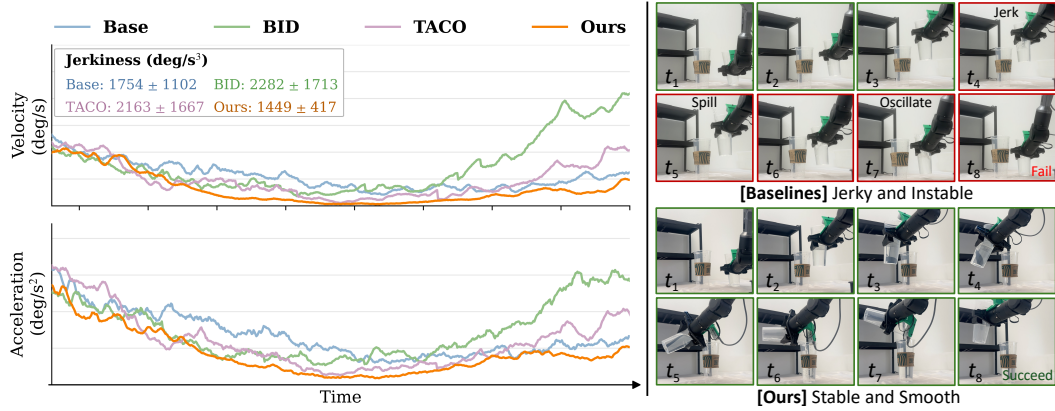 Base BID TACO Ours
Jerkiness (deg/s³)
Base: 1754 ± 1102 BID: 2282 ± 1713
TACO: 2163 ± 1667 Ours: 1449 ± 417
Velocity
(deg/s)
Acceleration
(deg/s²)
Time
Jerk
t₁ t₂ t₃ t₄
Spill Oscillate
t₅ t₆ t₇ t₈
Fail
[Baselines] Jerky and Instable
t₁ t₂ t₃ t₄
t₅ t₆ t₇ t₈
Succeed
[Ours] Stable and Smooth